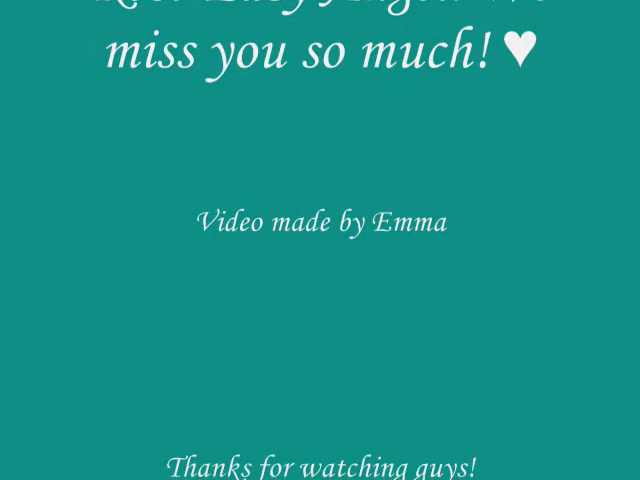 miss you so much! ♥
Video made by Emma
Thanks for watching guys!